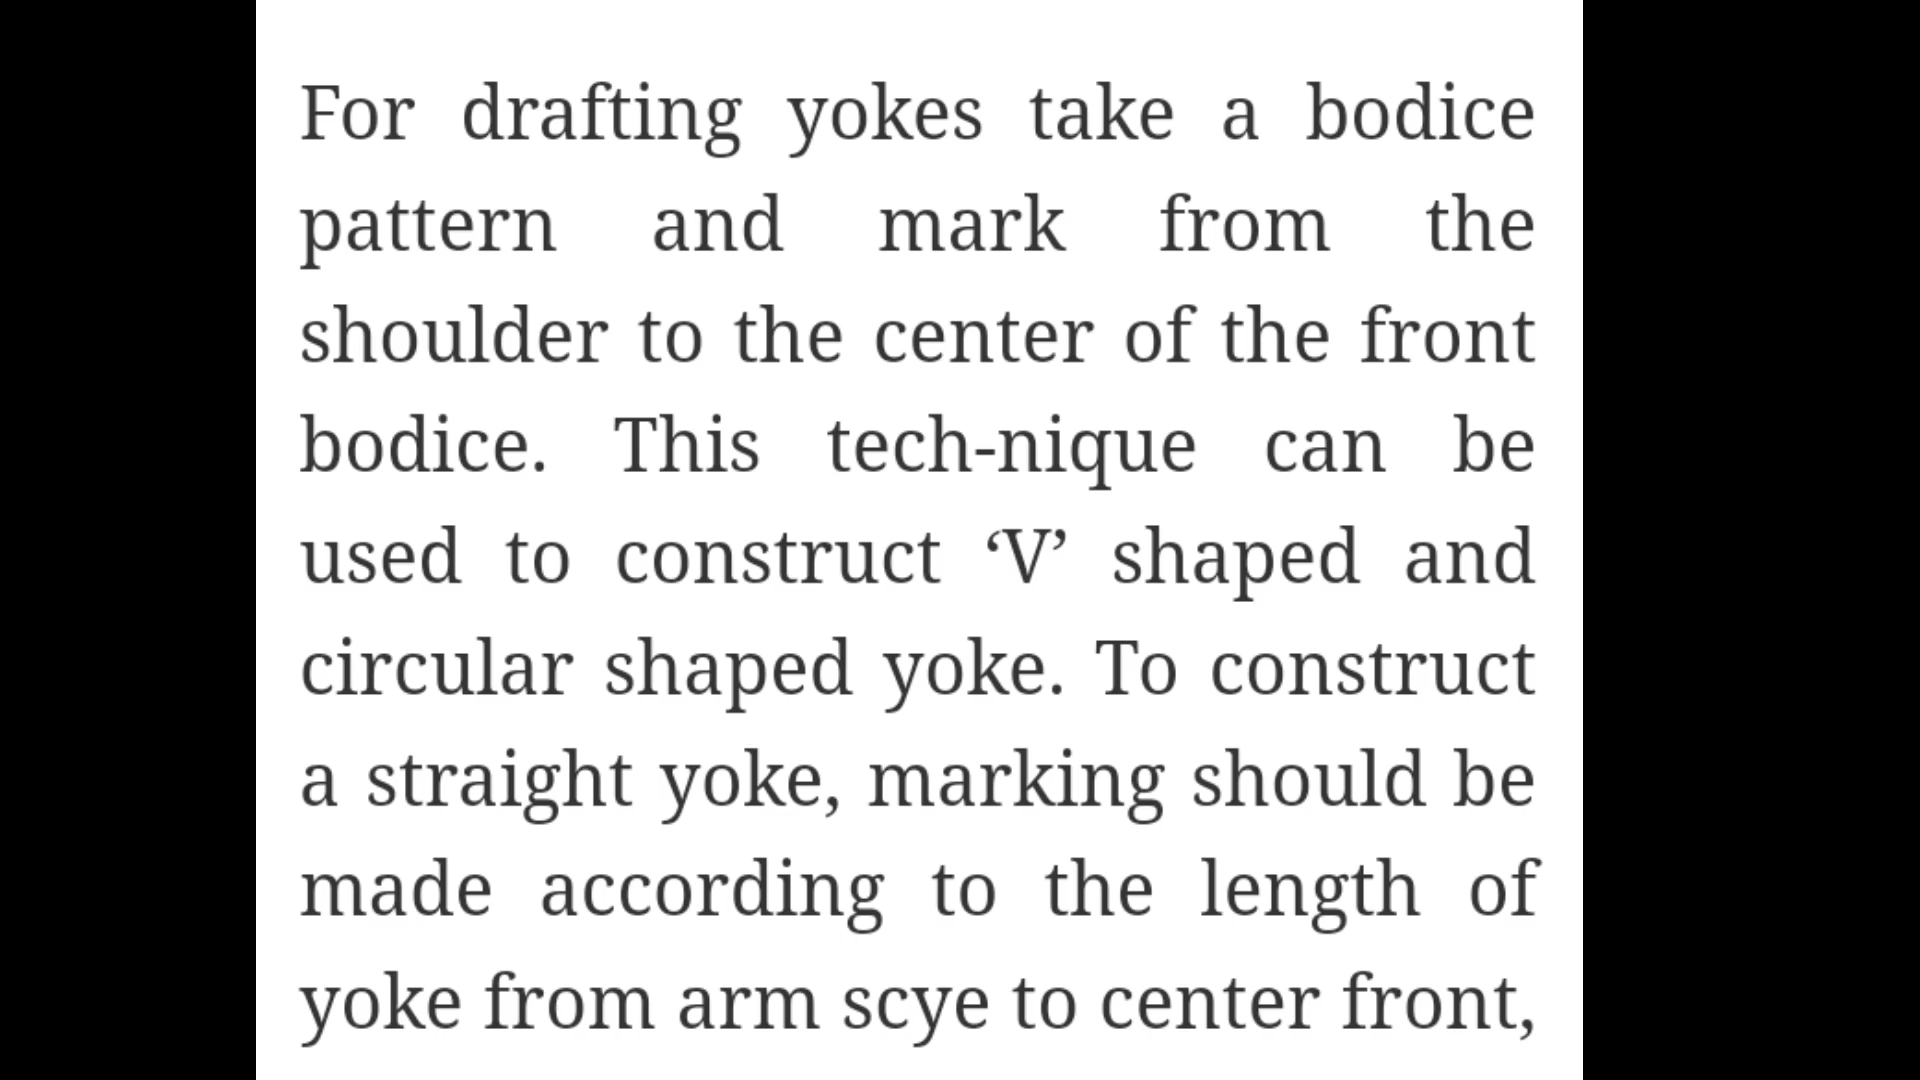 For drafting yokes take a bodice
pattern and mark from the
shoulder to the center of the front
bodice. This tech-nique can be
used to construct ‘V’ shaped and
circular shaped yoke. To construct
a straight yoke, marking should be
made according to the length of
yoke from arm scye to center front,